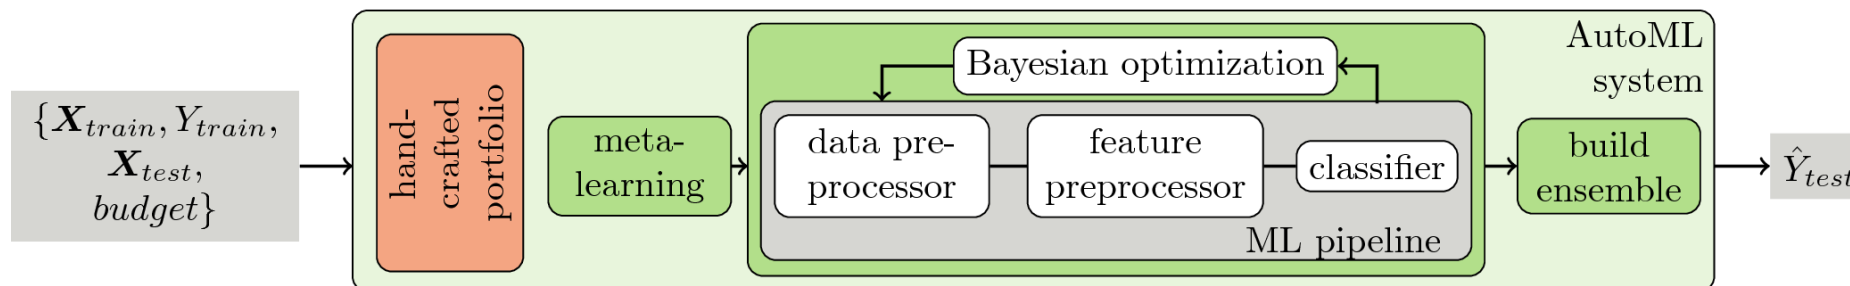 {X_train, Y_train,
X_test,
budget}
hand-
crafted
portfolio
meta-
learning
Bayesian optimization
data pre-
processor
feature
preprocessor
classifier
ML pipeline
AutoML
system
build
ensemble
Ŷ_test